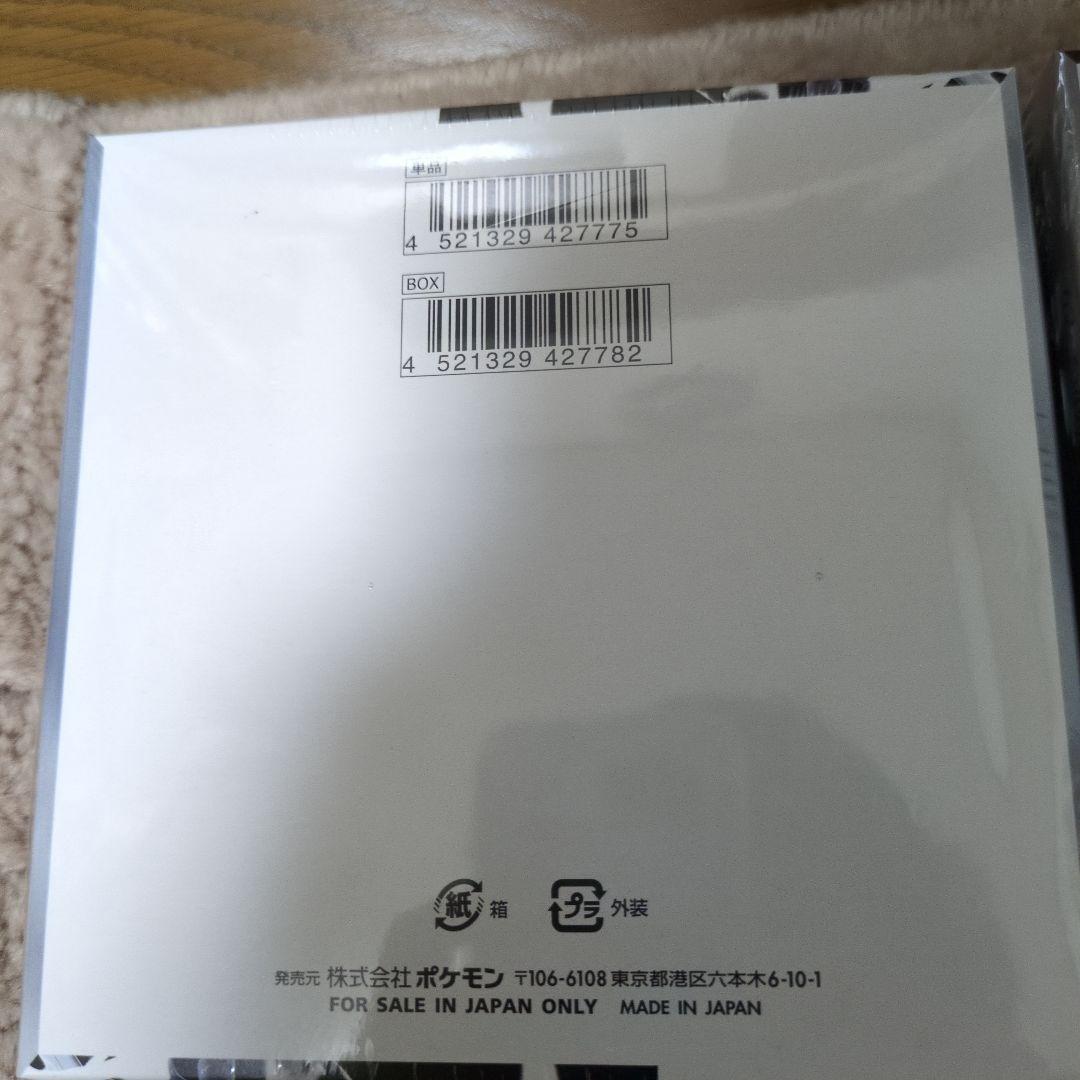 単品
4 521329 427775
BOX
4 521329 427782
紙 箱 プラ 外装
発売元 株式会社 ポケモン 〒106-6108 東京都港区六本木6-10-1
FOR SALE IN JAPAN ONLY MADE IN JAPAN